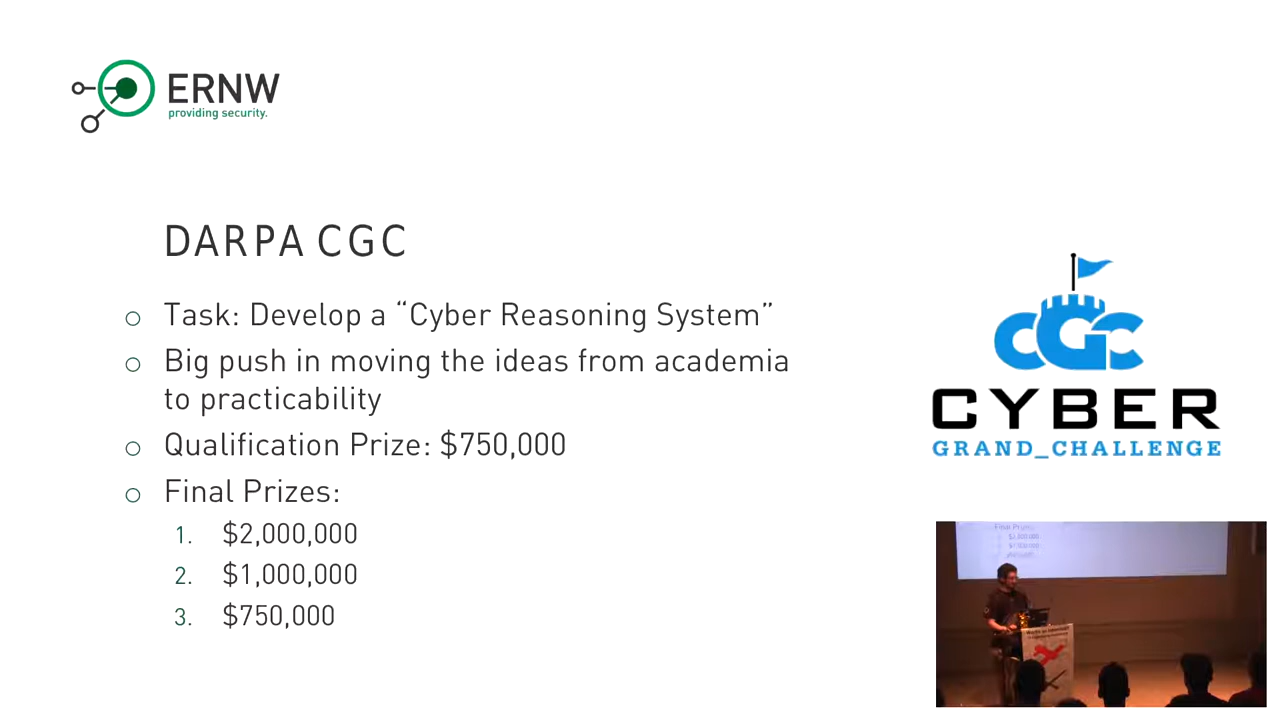 ERNW
providing security.
DARPA CGC
Task: Develop a “Cyber Reasoning System”
Big push in moving the ideas from academia
to practicability
Qualification Prize: $750,000
Final Prizes:
1. $2,000,000
2. $1,000,000
3. $750,000
CGC
CYBER
GRAND_CHALLENGE